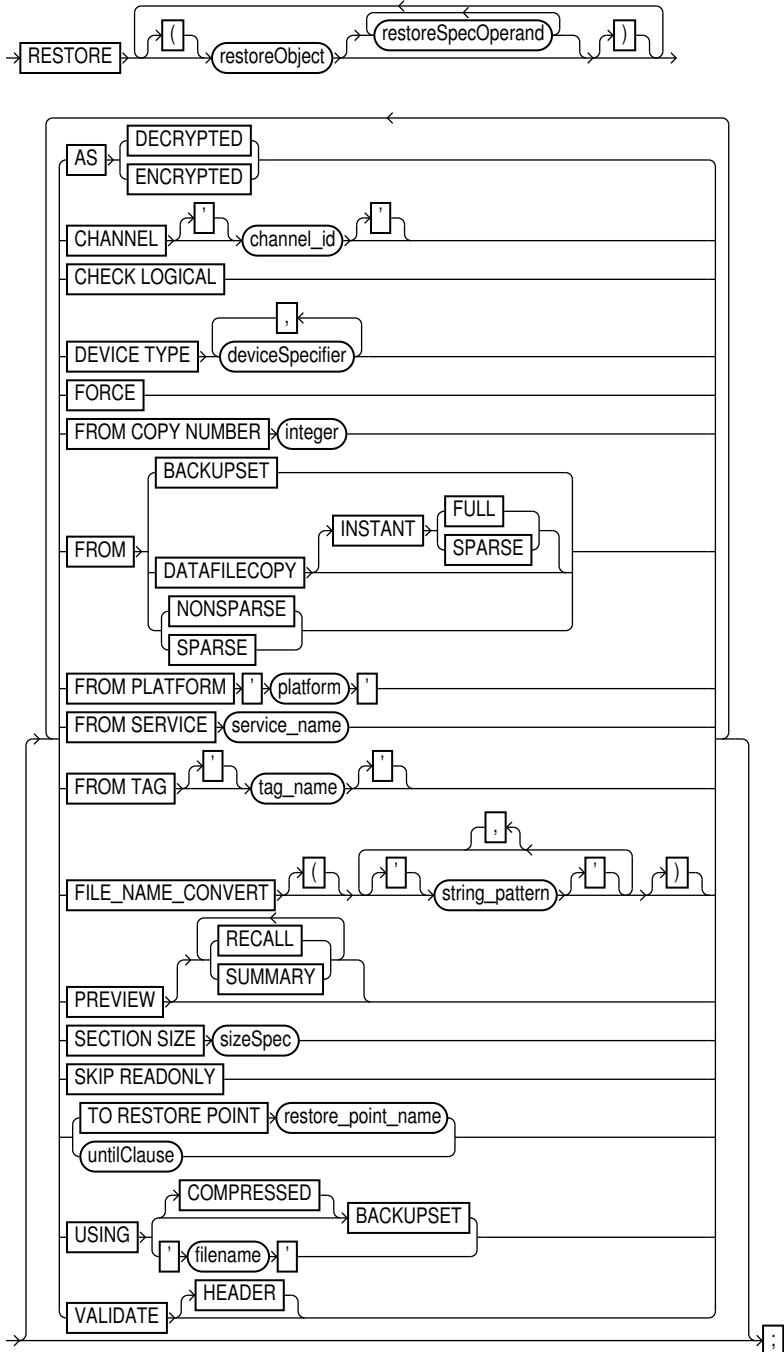 ( restoreSpecOperand )
RESTORE restoreObject
DECRYPTED
AS
ENCRYPTED
' '
CHANNEL channel_id
CHECK LOGICAL
,
DEVICE TYPE deviceSpecifier
FORCE
FROM COPY NUMBER integer
BACKUPSET
FULL
INSTANT
SPARSE
FROM
DATAFILECOPY
NONSPARSE
SPARSE
FROM PLATFORM ' platform '
FROM SERVICE service_name
' '
FROM TAG tag_name
,
( ' ' )
FILE_NAME_CONVERT string_pattern
RECALL
SUMMARY
PREVIEW
SECTION SIZE sizeSpec
SKIP READONLY
TO RESTORE POINT restore_point_name
untilClause
COMPRESSED
BACKUPSET
USING
' filename '
HEADER
VALIDATE
;